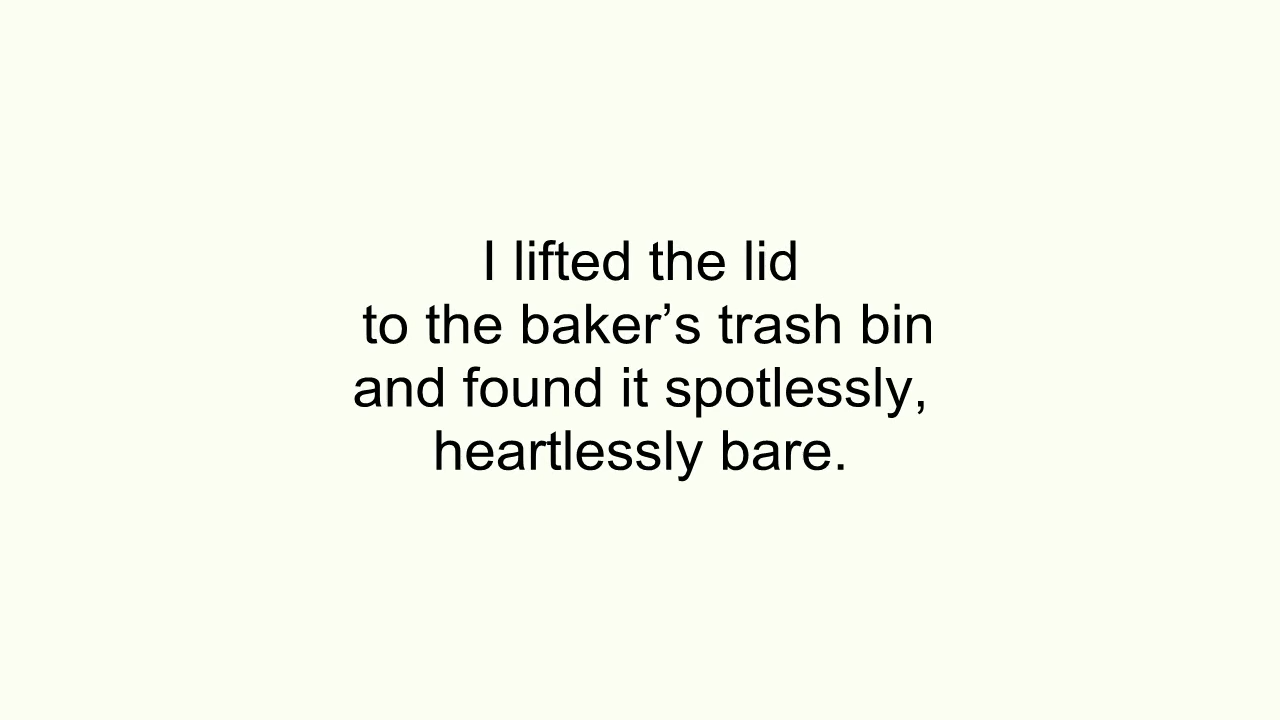 I lifted the lid
to the baker’s trash bin
and found it spotlessly,
heartlessly bare.